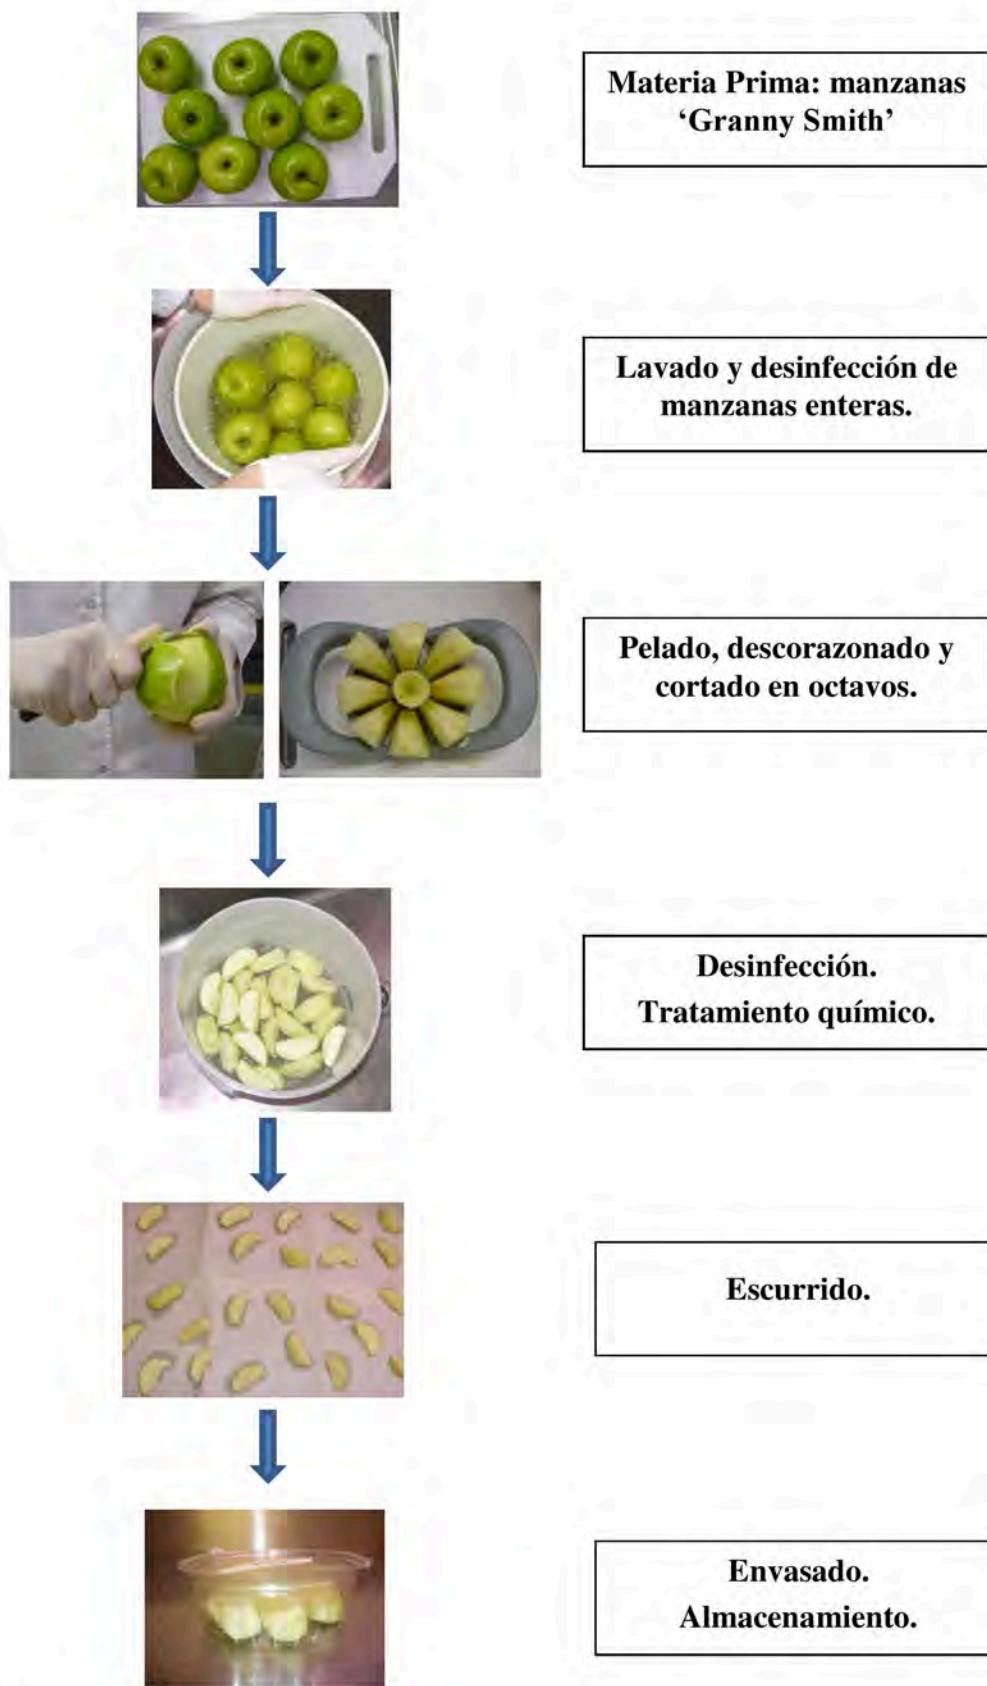 Materia Prima: manzanas
‘Granny Smith’
Lavado y desinfección de
manzanas enteras.
Pelado, descorazonado y
cortado en octavos.
Desinfección.
Tratamiento químico.
Escurrido.
Envasado.
Almacenamiento.